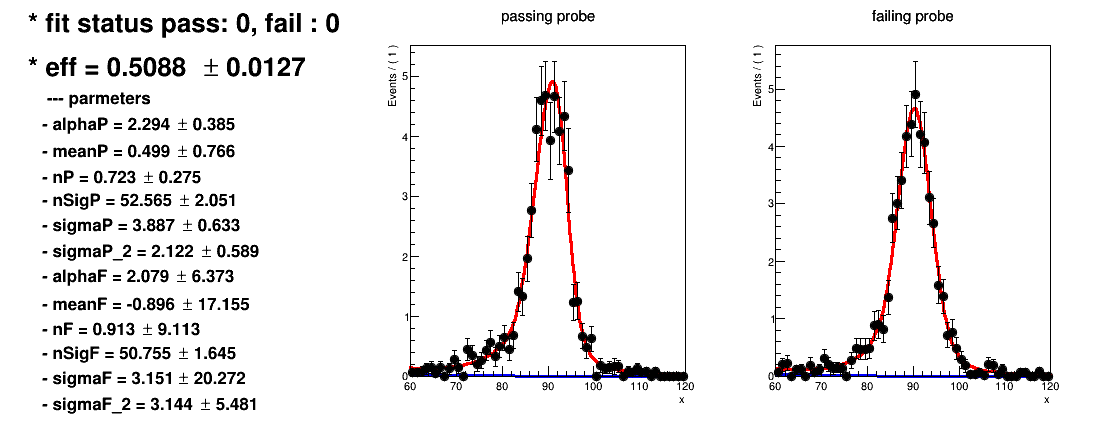 * fit status pass: 0, fail : 0
* eff = 0.5088 ± 0.0127
--- parmeters
- alphaP = 2.294 ± 0.385
- meanP = 0.499 ± 0.766
- nP = 0.723 ± 0.275
- nSigP = 52.565 ± 2.051
- sigmaP = 3.887 ± 0.633
- sigmaP_2 = 2.122 ± 0.589
- alphaF = 2.079 ± 6.373
- meanF = -0.896 ± 17.155
- nF = 0.913 ± 9.113
- nSigF = 50.755 ± 1.645
- sigmaF = 3.151 ± 20.272
- sigmaF_2 = 3.144 ± 5.481
passing probe
Events / ( 1 )
5
4
3
2
1
0
60 70 80 90 100 110 120
x
failing probe
Events / ( 1 )
5
4
3
2
1
0
60 70 80 90 100 110 120
x